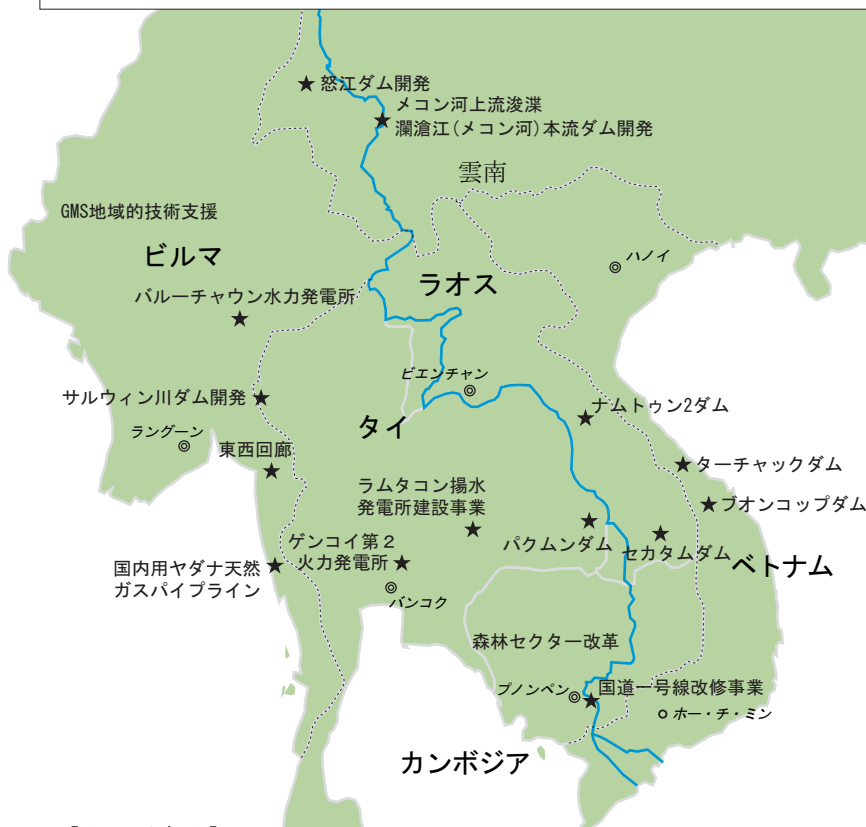 怒江ダム開発
メコン河上流浚渫
瀾滄江(メコン河)本流ダム開発
雲南
GMS地域的技術支援
ビルマ
ハノイ
ラオス
バルーチャウン水力発電所
ビエンチャン
サルウィン川ダム開発
ナムトゥン2ダム
タイ
ラングーン
東西回廊
ターチャックダム
ラムタコン揚水
発電所建設事業
ブオンコップダム
パクムンダム
セカタムダム
ゲンコイ第2
火力発電所
ベトナム
国内用ヤダナ天然
ガスパイプライン
バンコク
森林セクター改革
プノンペン
国道一号線改修事業
ホー・チ・ミン
カンボジア